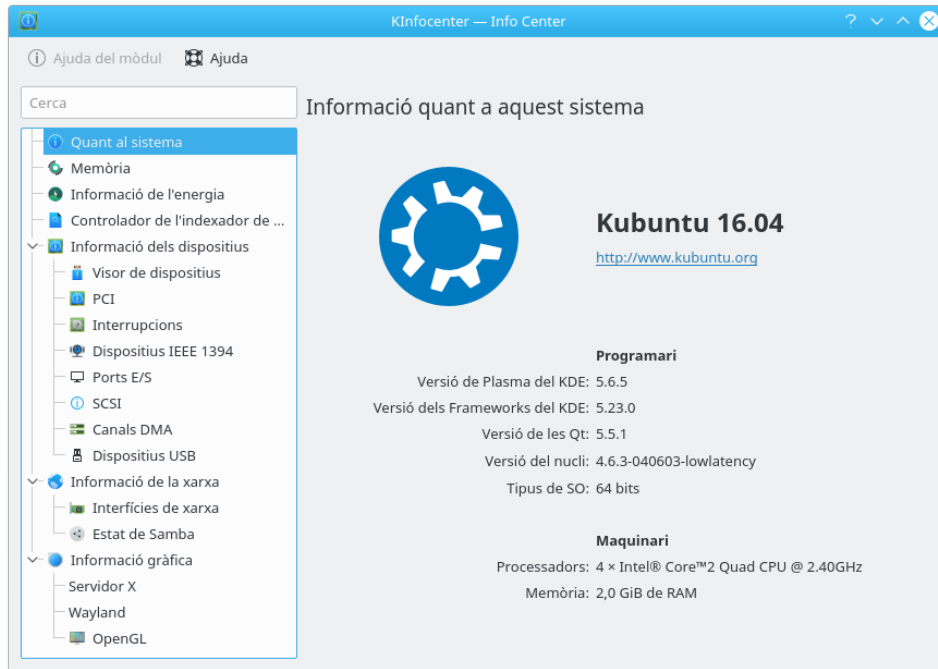 KInfocenter — Info Center
Ajuda del mòdul Ajuda
Cerca
Quant al sistema
Memòria
Informació de l'energia
Controlador de l'indexador de ...
Informació dels dispositius
Visor de dispositius
PCI
Interrupcions
Dispositius IEEE 1394
Ports E/S
SCSI
Canals DMA
Dispositius USB
Informació de la xarxa
Interfícies de xarxa
Estat de Samba
Informació gràfica
Servidor X
Wayland
OpenGL
Informació quant a aquest sistema
Kubuntu 16.04
http://www.kubuntu.org
Programari
Versió de Plasma del KDE: 5.6.5
Versió dels Frameworks del KDE: 5.23.0
Versió de les Qt: 5.5.1
Versió del nucli: 4.6.3-040603-lowlatency
Tipus de SO: 64 bits
Maquinari
Processadors: 4 × Intel® Core™2 Quad CPU @ 2.40GHz
Memòria: 2,0 GiB de RAM